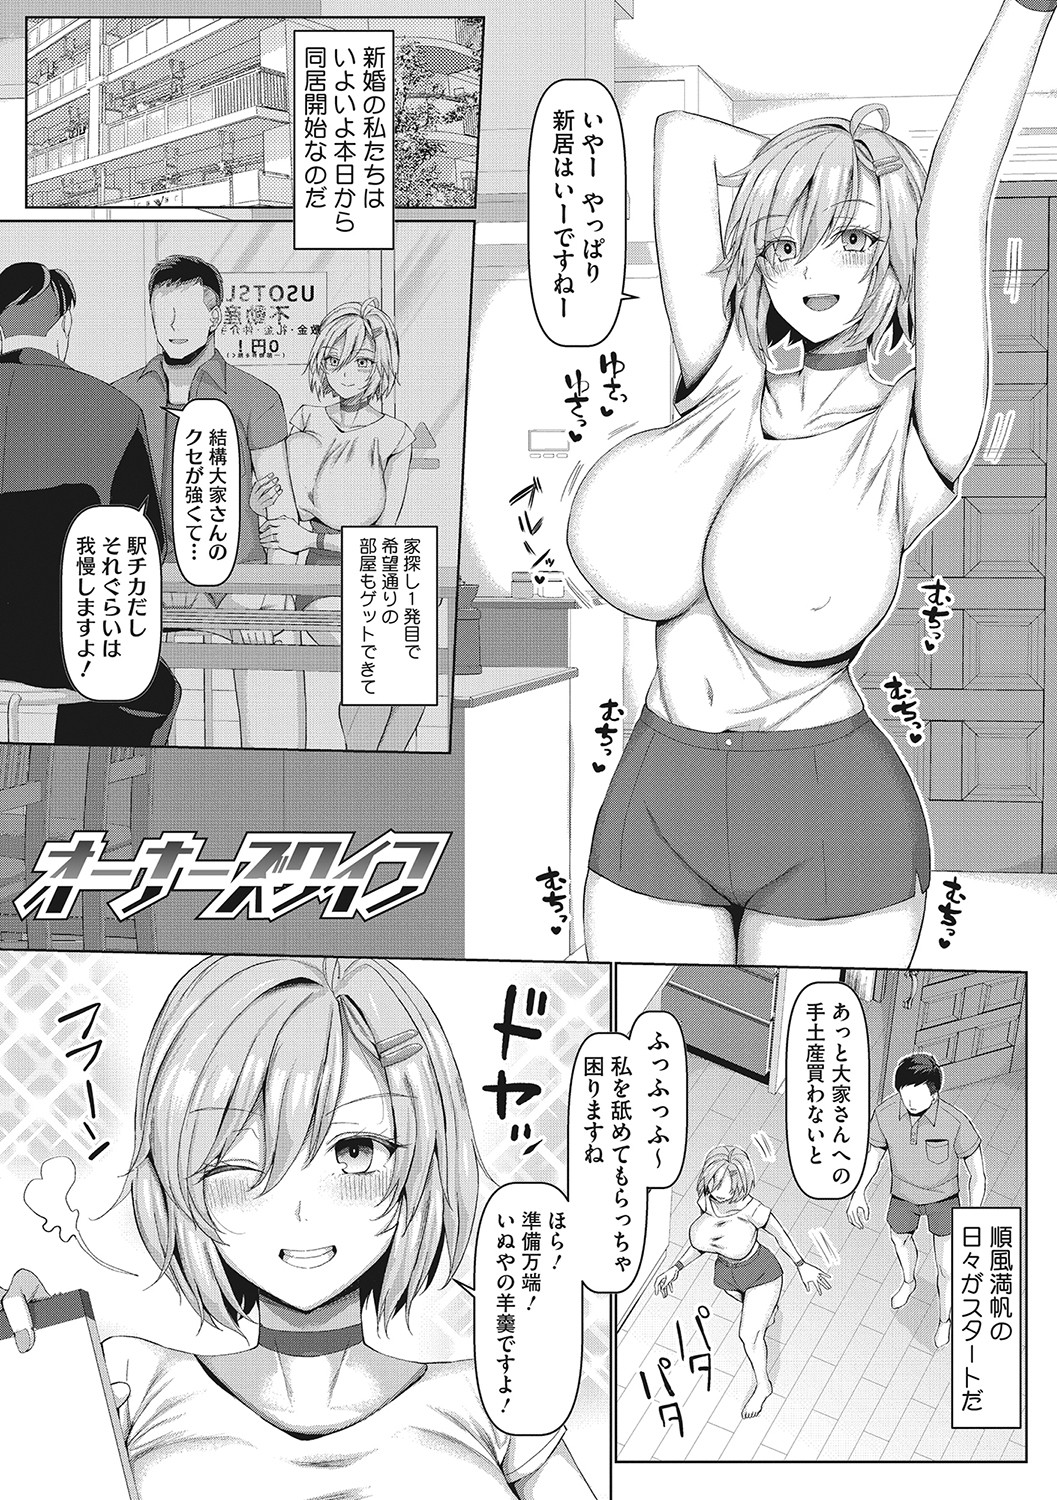 いやー やっぱり
新居はいーですねー
ゆさっ♡
ゆさっ♡
むちっ♡
むちっ♡
むちっ♡
むちっ♡
むちっ♡
新婚の私たちは
いよいよ本日から
同居開始なのだ
USOTSU
不動産
0円!
結構大家さんの
クセが強くて…
駅チカだし
それぐらいは
我慢しますよ!
家探し1発目で
希望通りの
部屋もゲットできて
オーナーズワイフ
あっと大家さんへの
手土産買わないと
順風満帆の
日々がスタートだ
パタ
パタ
ふっふっふ〜
私を舐めてもらっちゃ
困りますね
ほら!
準備万端!
いぬやの羊羹ですよ!
ドヤッ
フフーン